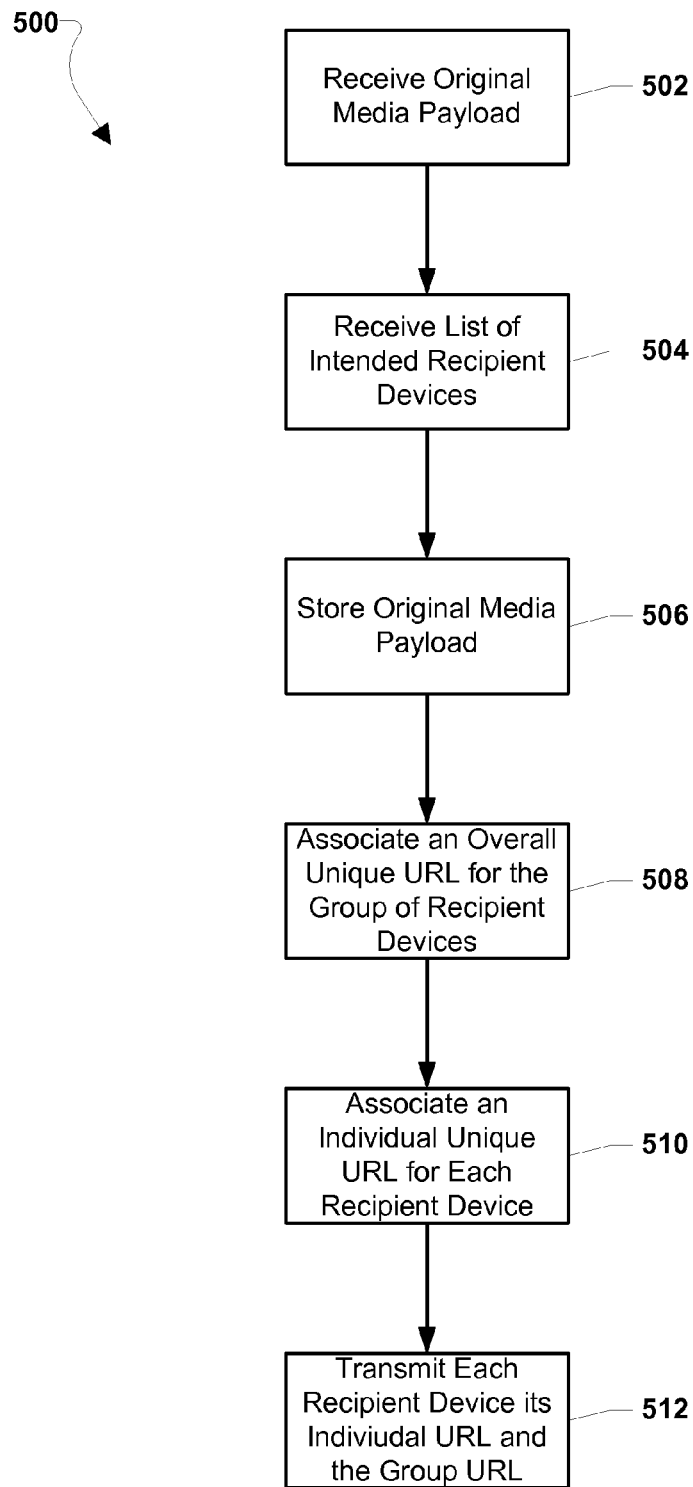 500
Receive Original
Media Payload
502
Receive List of
Intended Recipient
Devices
504
Store Original Media
Payload
506
Associate an Overall
Unique URL for the
Group of Recipient
Devices
508
Associate an
Individual Unique
URL for Each
Recipient Device
510
Transmit Each
Recipient Device its
Indiviudal URL and
the Group URL
512